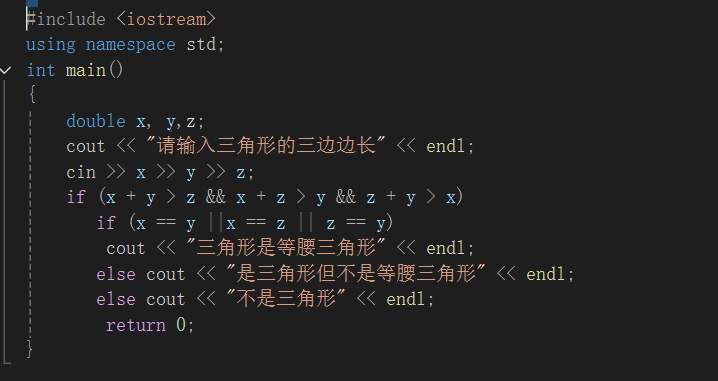 #include <iostream>
using namespace std;
int main()
{
double x, y,z;
cout << "请输入三角形的三边边长" << endl;
cin >> x >> y >> z;
if (x + y > z && x + z > y && z + y > x)
if (x == y ||x == z || z == y)
cout << "三角形是等腰三角形" << endl;
else cout << "是三角形但不是等腰三角形" << endl;
else cout << "不是三角形" << endl;
return 0;
}